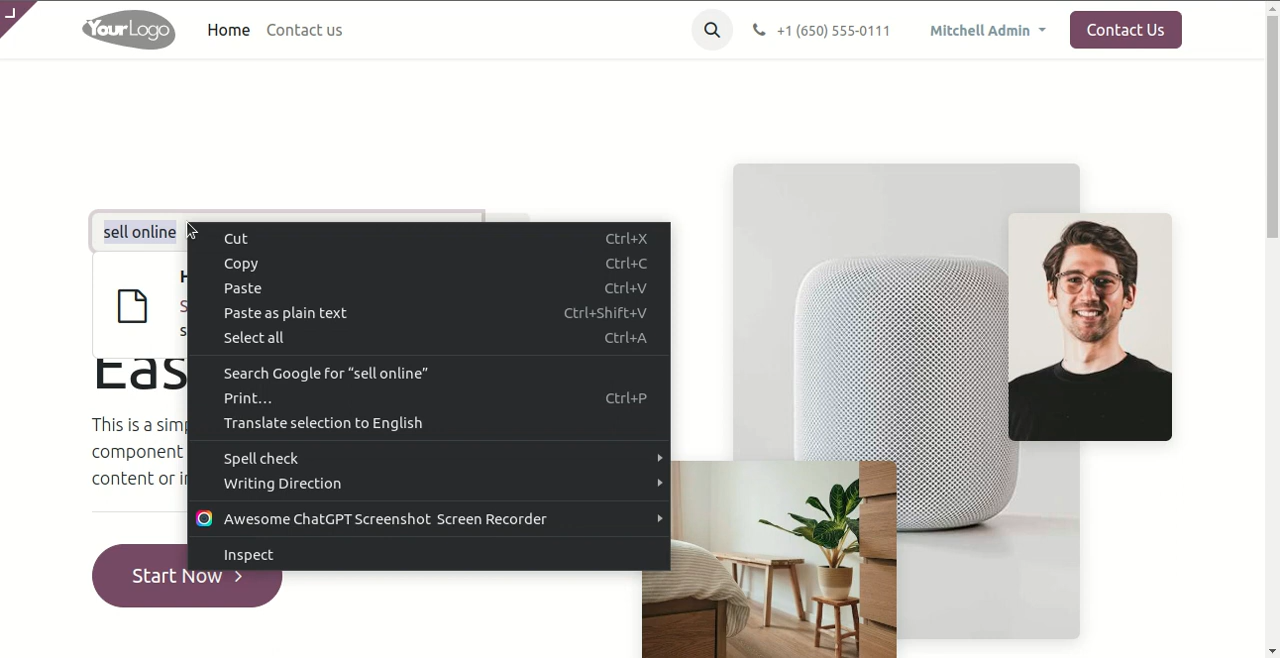 YourLogo
Home
Contact us
+1 (650) 555-0111
Mitchell Admin
Contact Us
sell online
Cut Ctrl+X
Copy Ctrl+C
Paste Ctrl+V
Paste as plain text Ctrl+Shift+V
Select all Ctrl+A
Search Google for “sell online”
Print… Ctrl+P
Translate selection to English
Spell check
Writing Direction
Awesome ChatGPT Screenshot Screen Recorder
Inspect
H
S
s
Eas
This is a simp
component
content or i
Start Now